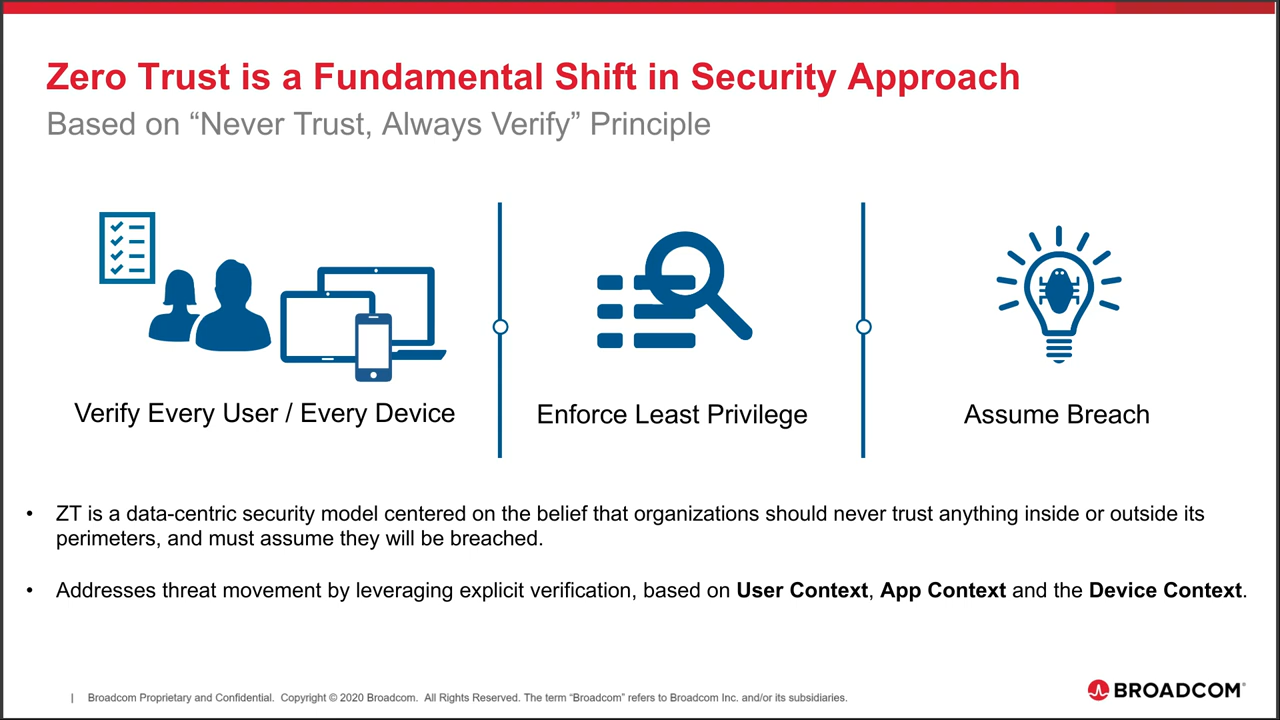 Zero Trust is a Fundamental Shift in Security Approach
Based on “Never Trust, Always Verify” Principle
Verify Every User / Every Device
Enforce Least Privilege
Assume Breach
• ZT is a data-centric security model centered on the belief that organizations should never trust anything inside or outside its
perimeters, and must assume they will be breached.
• Addresses threat movement by leveraging explicit verification, based on User Context, App Context and the Device Context.
| Broadcom Proprietary and Confidential. Copyright © 2020 Broadcom. All Rights Reserved. The term “Broadcom” refers to Broadcom Inc. and/or its subsidiaries.
BROADCOM®